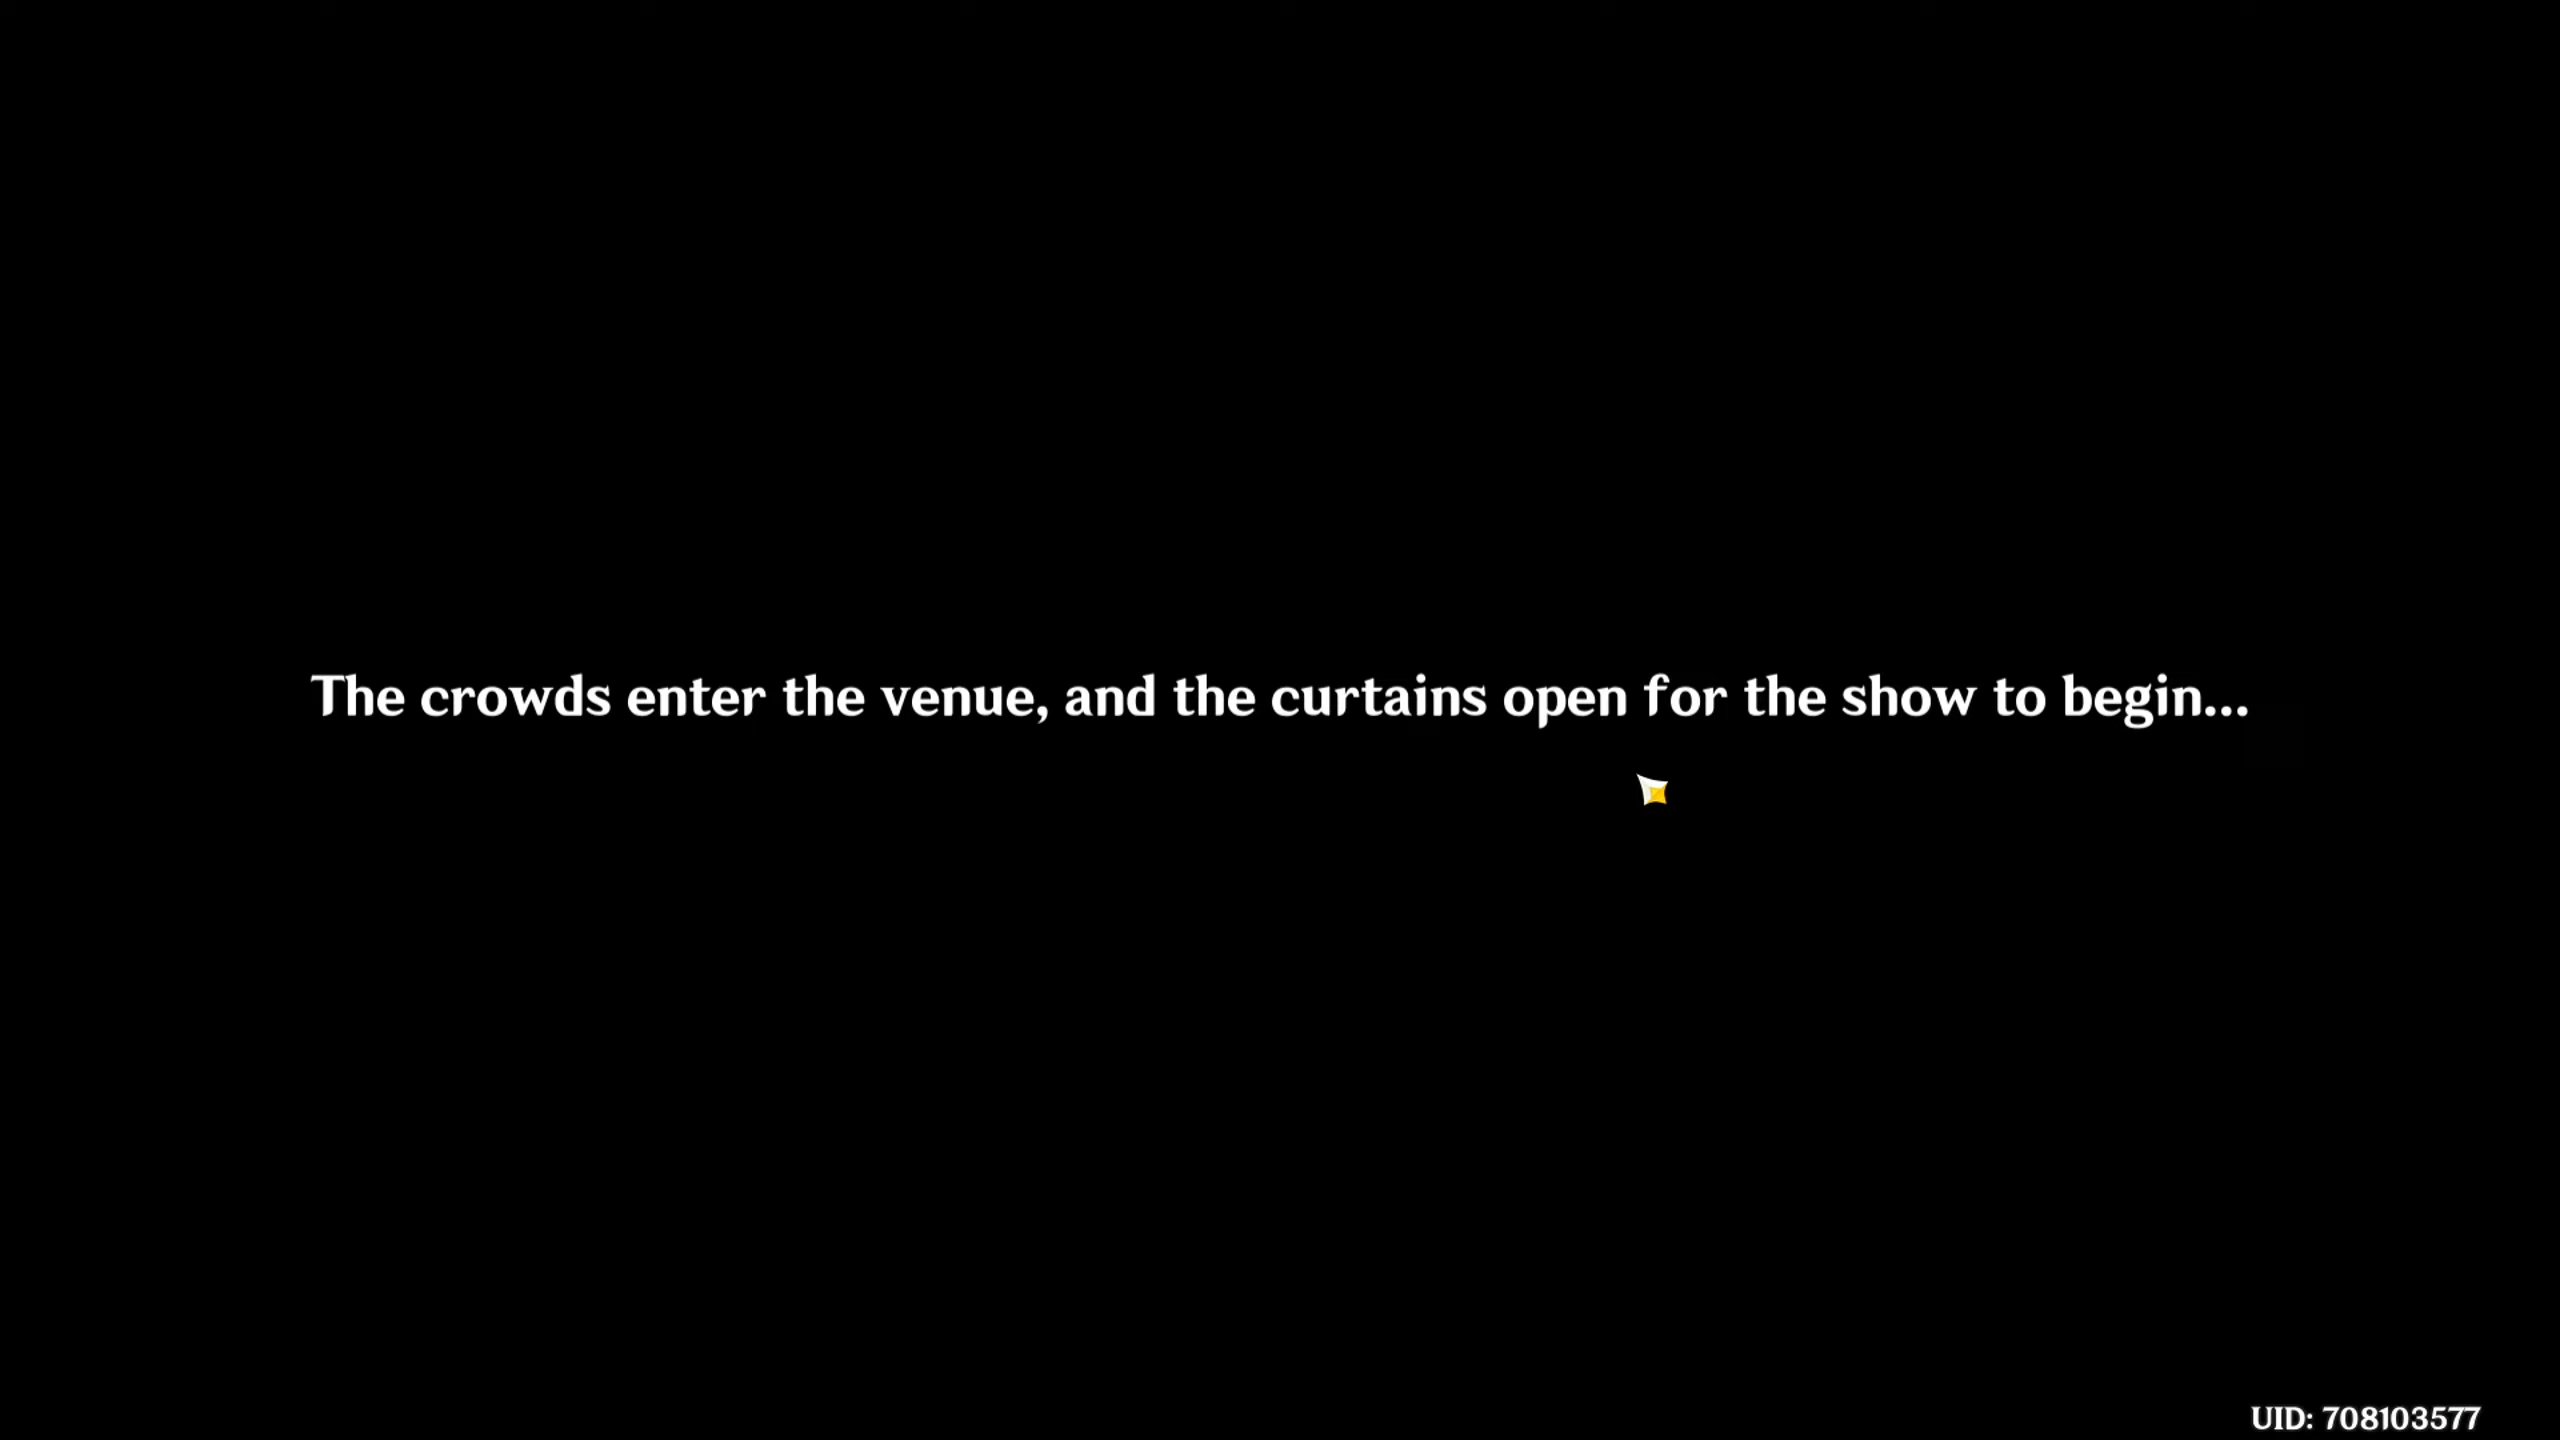 The crowds enter the venue, and the curtains open for the show to begin...
UID: 708103577